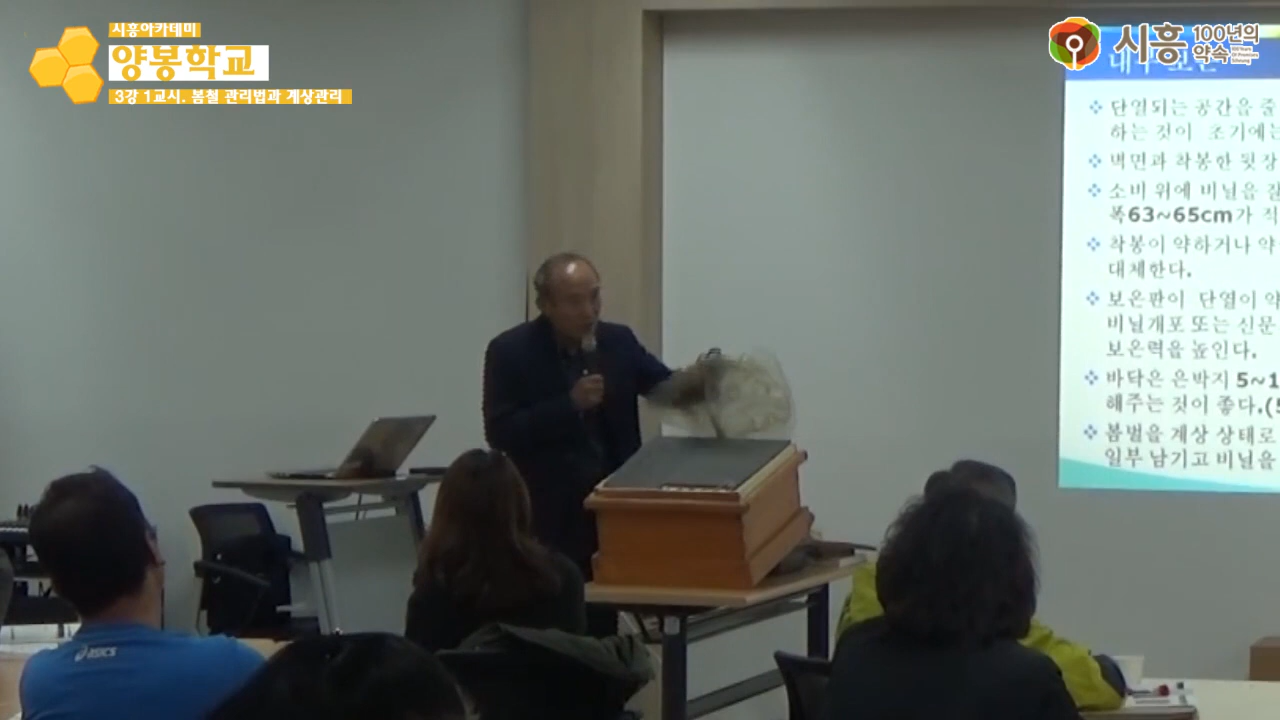 시흥아카데미
양봉학교
3강 1교시. 봄철 관리법과 계상관리
시흥 100년의
약속
단열되는 공간을 줄
하는것이 초기에는
벽면과 착봉한 뒷장
소비 위에 비닐을 잘
폭63~65cm가 적
착봉이 약하거나 약
대체한다.
보온판이 단열이 약
비닐개포 또는 신문
보온력을 높인다.
바닥은 은박지 5~1
해주는 것이 좋다.(5
봄벌을 계상 상태로
일부 남기고 비닐을
asics